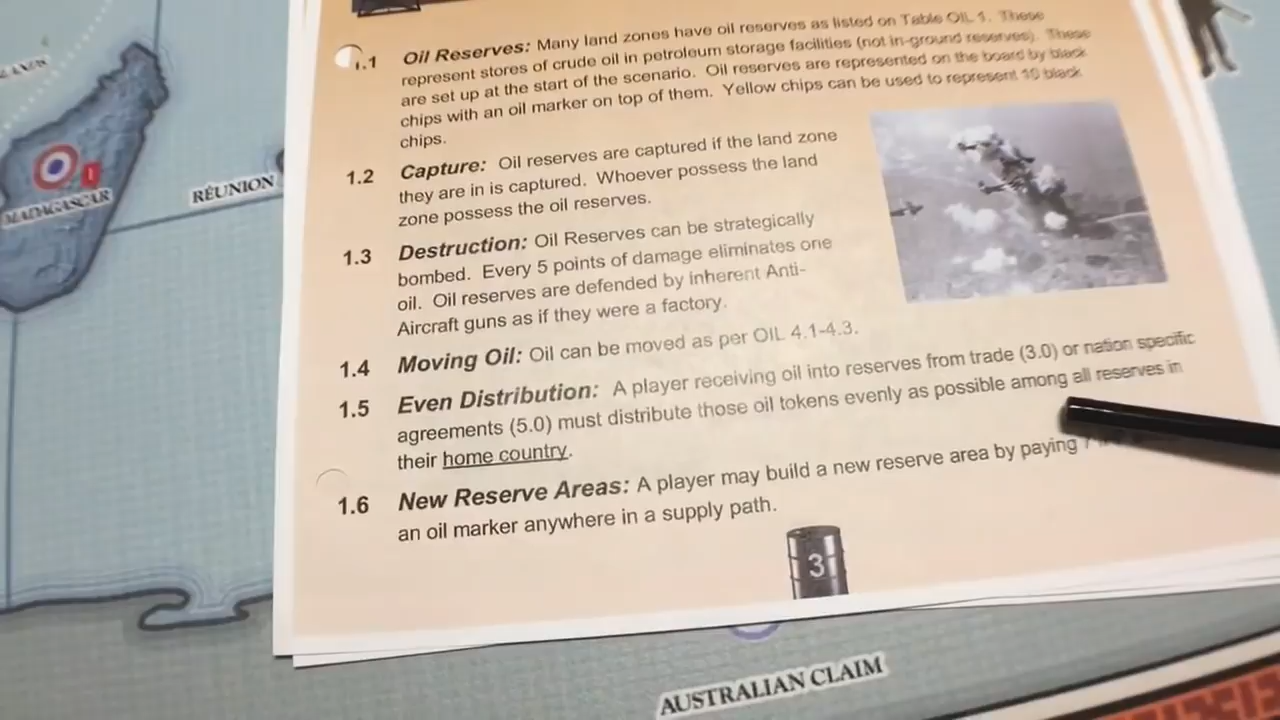 MADAGASCAR
RÉUNION
1
.1 Oil Reserves: Many land zones have oil reserves as listed on Table OIL 1. These
represent stores of crude oil in petroleum storage facilities (not in-ground reserves). These
are set up at the start of the scenario. Oil reserves are represented on the board by black
chips with an oil marker on top of them. Yellow chips can be used to represent 10 black
chips.
1.2 Capture: Oil reserves are captured if the land zone
they are in is captured. Whoever possess the land
zone possess the oil reserves.
1.3 Destruction: Oil Reserves can be strategically
bombed. Every 5 points of damage eliminates one
oil. Oil reserves are defended by inherent Anti-
Aircraft guns as if they were a factory.
1.4 Moving Oil: Oil can be moved as per OIL 4.1-4.3.
1.5 Even Distribution: A player receiving oil into reserves from trade (3.0) or nation specific
agreements (5.0) must distribute those oil tokens evenly as possible among all reserves in
their home country.
1.6 New Reserve Areas: A player may build a new reserve area by paying
an oil marker anywhere in a supply path.
3
AUSTRALIAN CLAIM